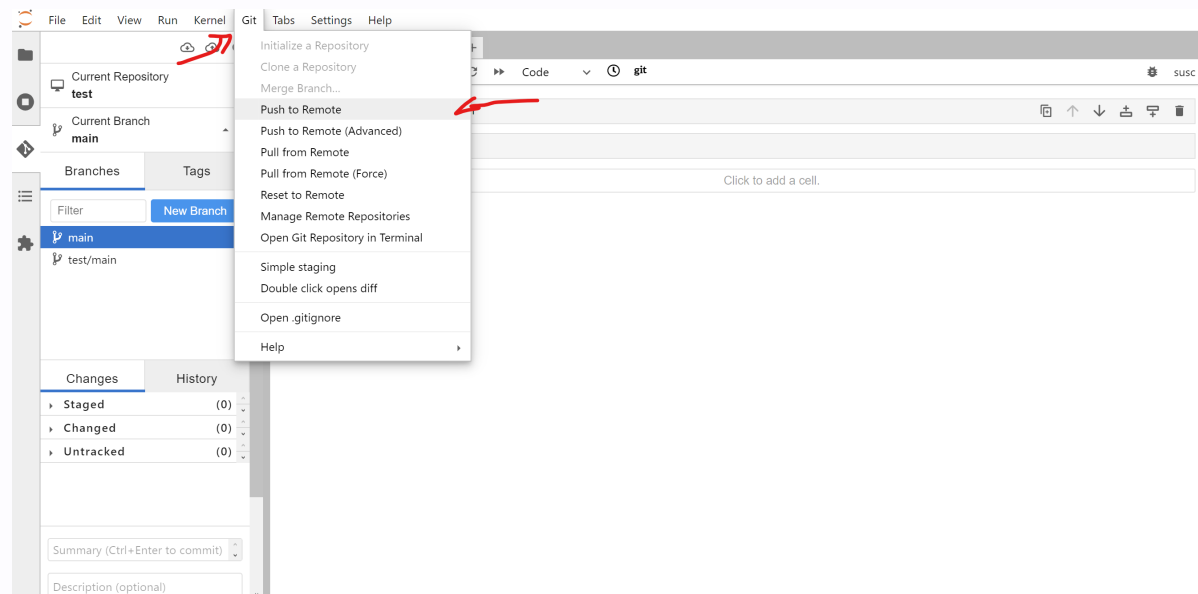 File Edit View Run Kernel Git Tabs Settings Help
Initialize a Repository
Clone a Repository
Merge Branch...
Push to Remote
Push to Remote (Advanced)
Pull from Remote
Pull from Remote (Force)
Reset to Remote
Manage Remote Repositories
Open Git Repository in Terminal
Simple staging
Double click opens diff
Open .gitignore
Help
Current Repository
test
Current Branch
main
Branches Tags
Filter New Branch
main
test/main
Changes History
Staged (0)
Changed (0)
Untracked (0)
Summary (Ctrl+Enter to commit)
Description (optional)
Code git susc
Click to add a cell.